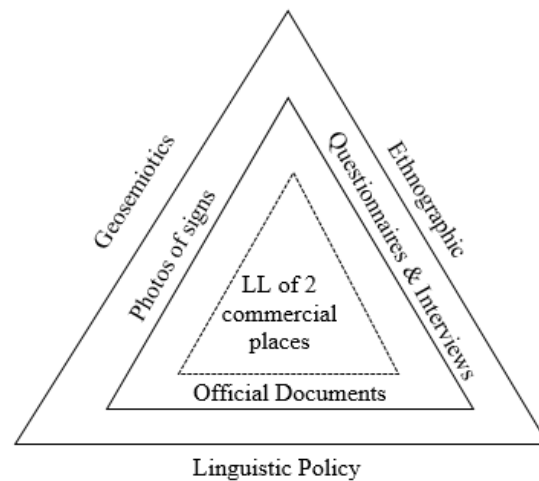 Geosemiotics
Ethnographic
Photos of signs
Questionnaires & Interviews
LL of 2
commercial
places
Official Documents
Linguistic Policy